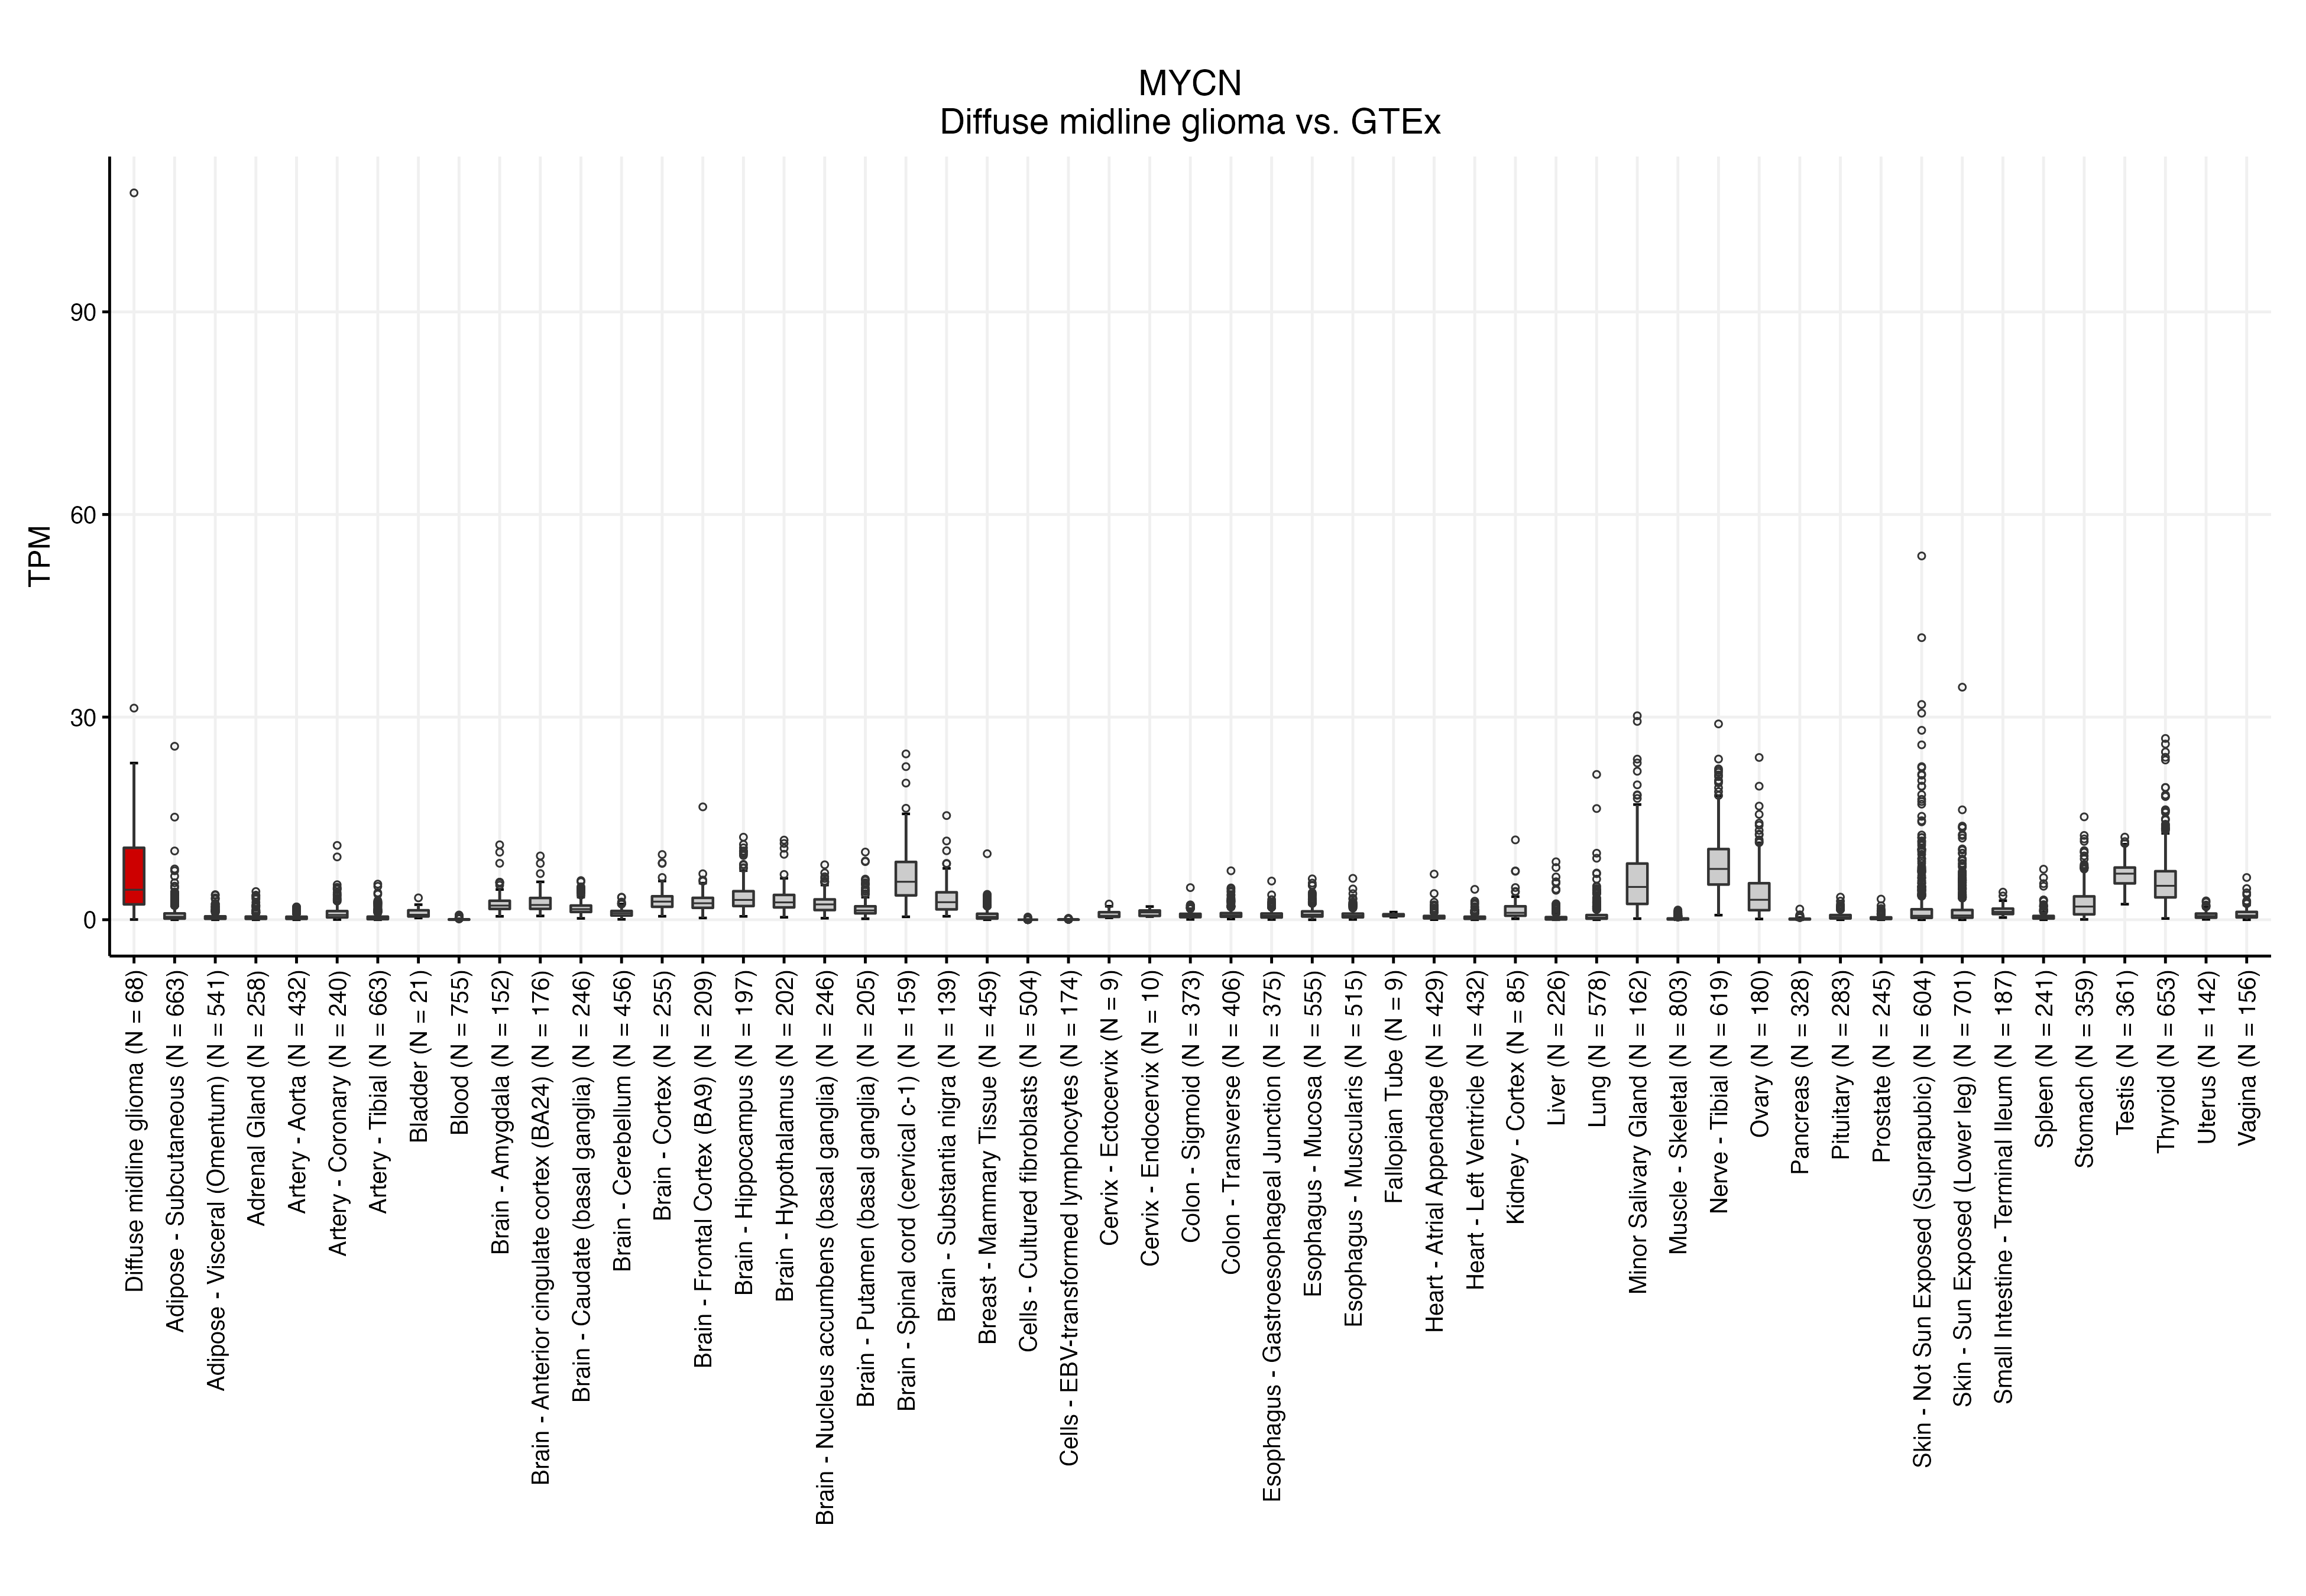 MYCN
Diffuse midline glioma vs. GTEx
TPM
90
60
30
0
Diffuse midline glioma (N = 68)
Adipose - Subcutaneous (N = 663)
Adipose - Visceral (Omentum) (N = 541)
Adrenal Gland (N = 258)
Artery - Aorta (N = 432)
Artery - Coronary (N = 240)
Artery - Tibial (N = 663)
Bladder (N = 21)
Blood (N = 755)
Brain - Amygdala (N = 152)
Brain - Anterior cingulate cortex (BA24) (N = 176)
Brain - Caudate (basal ganglia) (N = 246)
Brain - Cerebellum (N = 456)
Brain - Cortex (N = 255)
Brain - Frontal Cortex (BA9) (N = 209)
Brain - Hippocampus (N = 197)
Brain - Hypothalamus (N = 202)
Brain - Nucleus accumbens (basal ganglia) (N = 246)
Brain - Putamen (basal ganglia) (N = 205)
Brain - Spinal cord (cervical c-1) (N = 159)
Brain - Substantia nigra (N = 139)
Breast - Mammary Tissue (N = 459)
Cells - Cultured fibroblasts (N = 504)
Cells - EBV-transformed lymphocytes (N = 174)
Cervix - Ectocervix (N = 9)
Cervix - Endocervix (N = 10)
Colon - Sigmoid (N = 373)
Colon - Transverse (N = 406)
Esophagus - Gastroesophageal Junction (N = 375)
Esophagus - Mucosa (N = 555)
Esophagus - Muscularis (N = 515)
Fallopian Tube (N = 9)
Heart - Atrial Appendage (N = 429)
Heart - Left Ventricle (N = 432)
Kidney - Cortex (N = 85)
Liver (N = 226)
Lung (N = 578)
Minor Salivary Gland (N = 162)
Muscle - Skeletal (N = 803)
Nerve - Tibial (N = 619)
Ovary (N = 180)
Pancreas (N = 328)
Pituitary (N = 283)
Prostate (N = 245)
Skin - Not Sun Exposed (Suprapubic) (N = 604)
Skin - Sun Exposed (Lower leg) (N = 701)
Small Intestine - Terminal Ileum (N = 187)
Spleen (N = 241)
Stomach (N = 359)
Testis (N = 361)
Thyroid (N = 653)
Uterus (N = 142)
Vagina (N = 156)